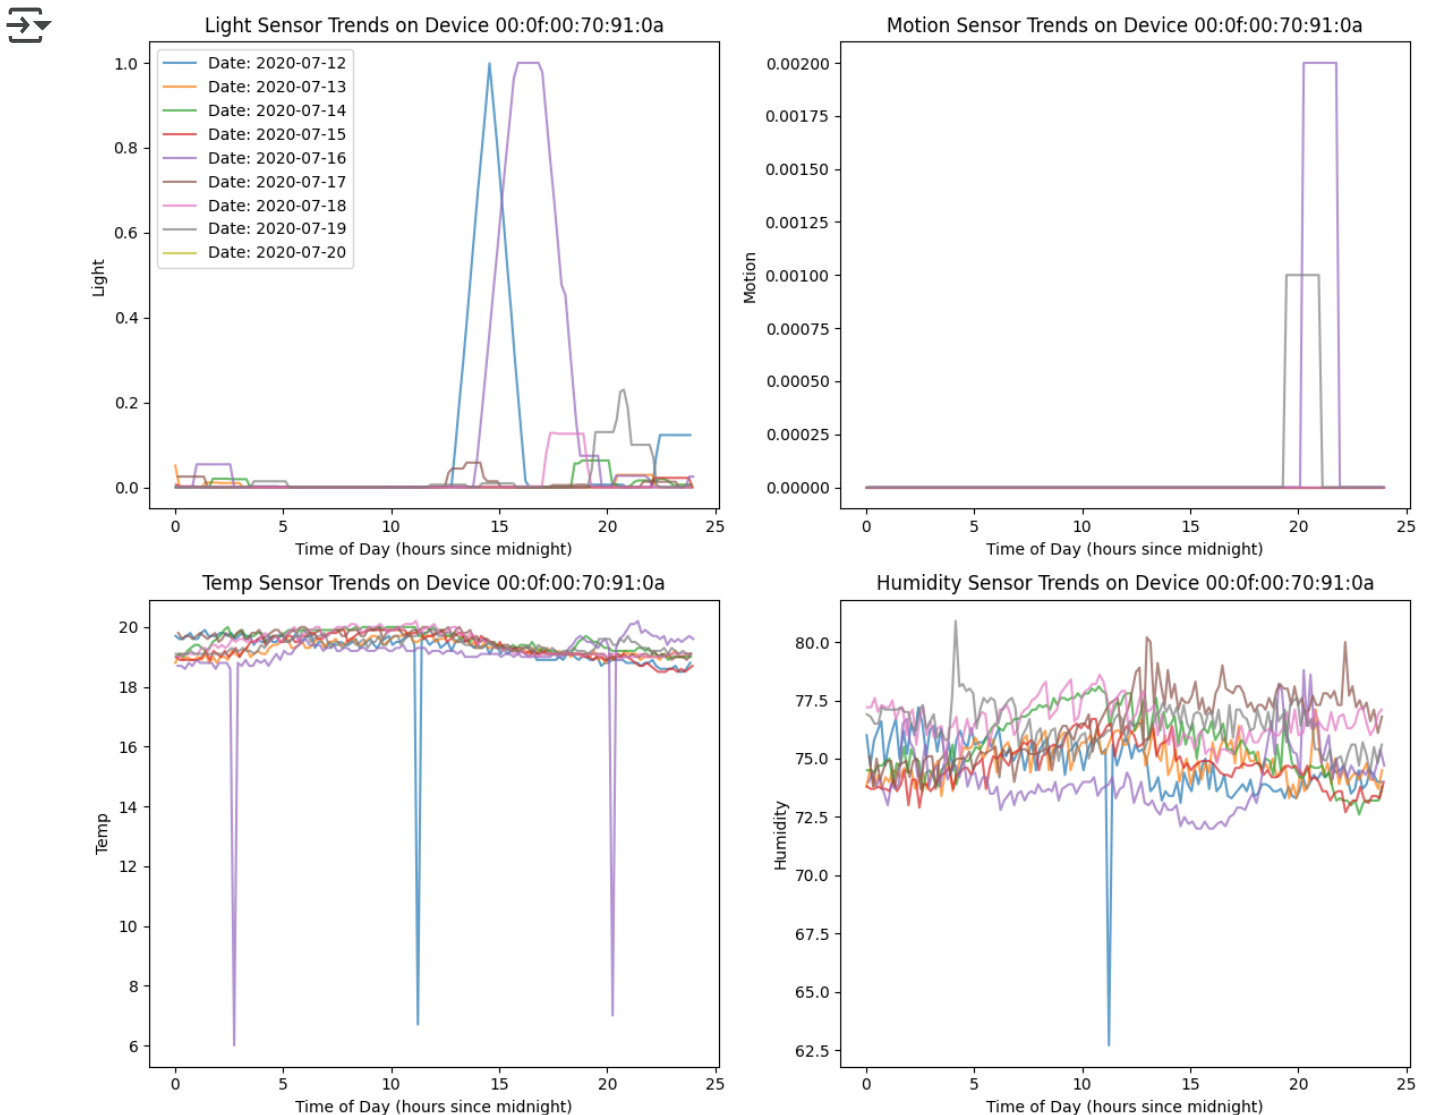 Light Sensor Trends on Device 00:0f:00:70:91:0a
1.0
0.8
0.6
0.4
0.2
0.0
Light
Date: 2020-07-12
Date: 2020-07-13
Date: 2020-07-14
Date: 2020-07-15
Date: 2020-07-16
Date: 2020-07-17
Date: 2020-07-18
Date: 2020-07-19
Date: 2020-07-20
0 5 10 15 20 25
Time of Day (hours since midnight)
Motion Sensor Trends on Device 00:0f:00:70:91:0a
0.00200
0.00175
0.00150
0.00125
0.00100
0.00075
0.00050
0.00025
0.00000
Motion
0 5 10 15 20 25
Time of Day (hours since midnight)
Temp Sensor Trends on Device 00:0f:00:70:91:0a
20
18
16
14
12
10
8
6
Temp
0 5 10 15 20 25
Time of Day (hours since midnight)
Humidity Sensor Trends on Device 00:0f:00:70:91:0a
80.0
77.5
75.0
72.5
70.0
67.5
65.0
62.5
Humidity
0 5 10 15 20 25
Time of Day (hours since midnight)